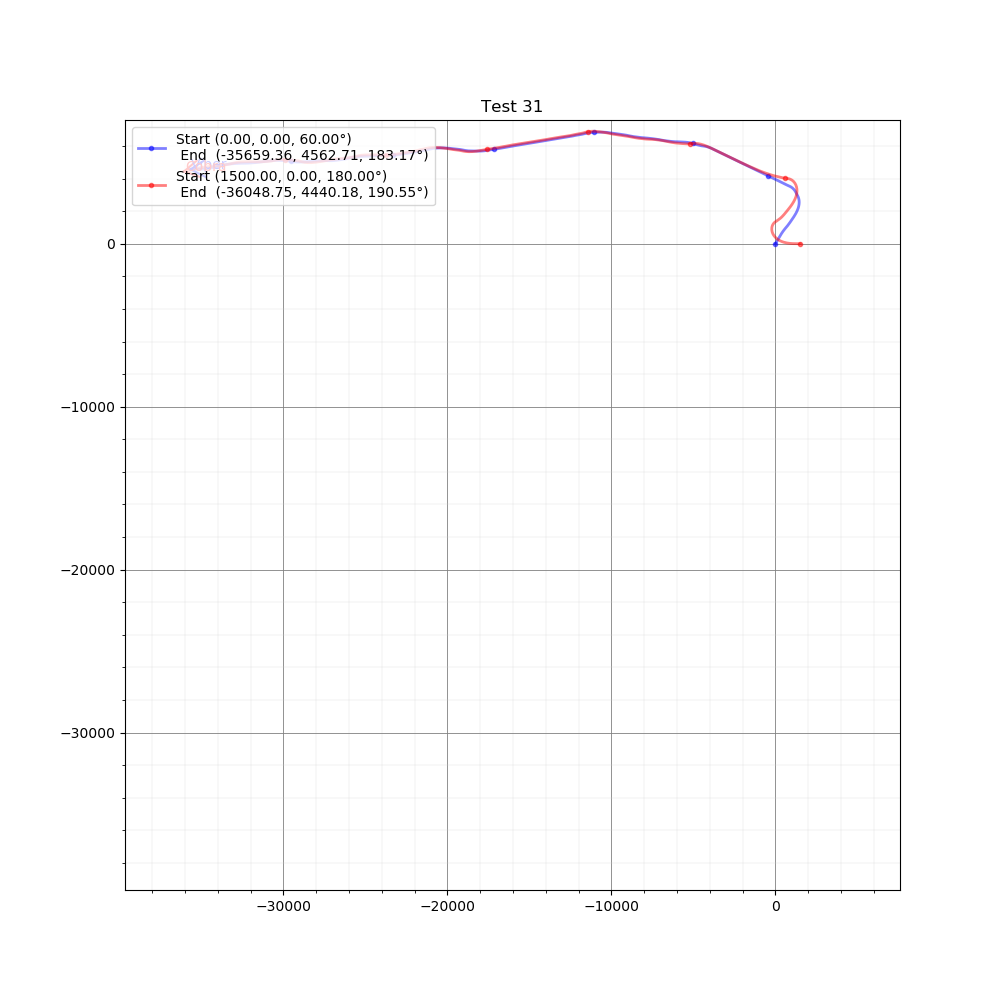 Test 31
Start (0.00, 0.00, 60.00°)
End (-35659.36, 4562.71, 183.17°)
Start (1500.00, 0.00, 180.00°)
End (-36048.75, 4440.18, 190.55°)
0
−10000
−20000
−30000
−30000 −20000 −10000 0